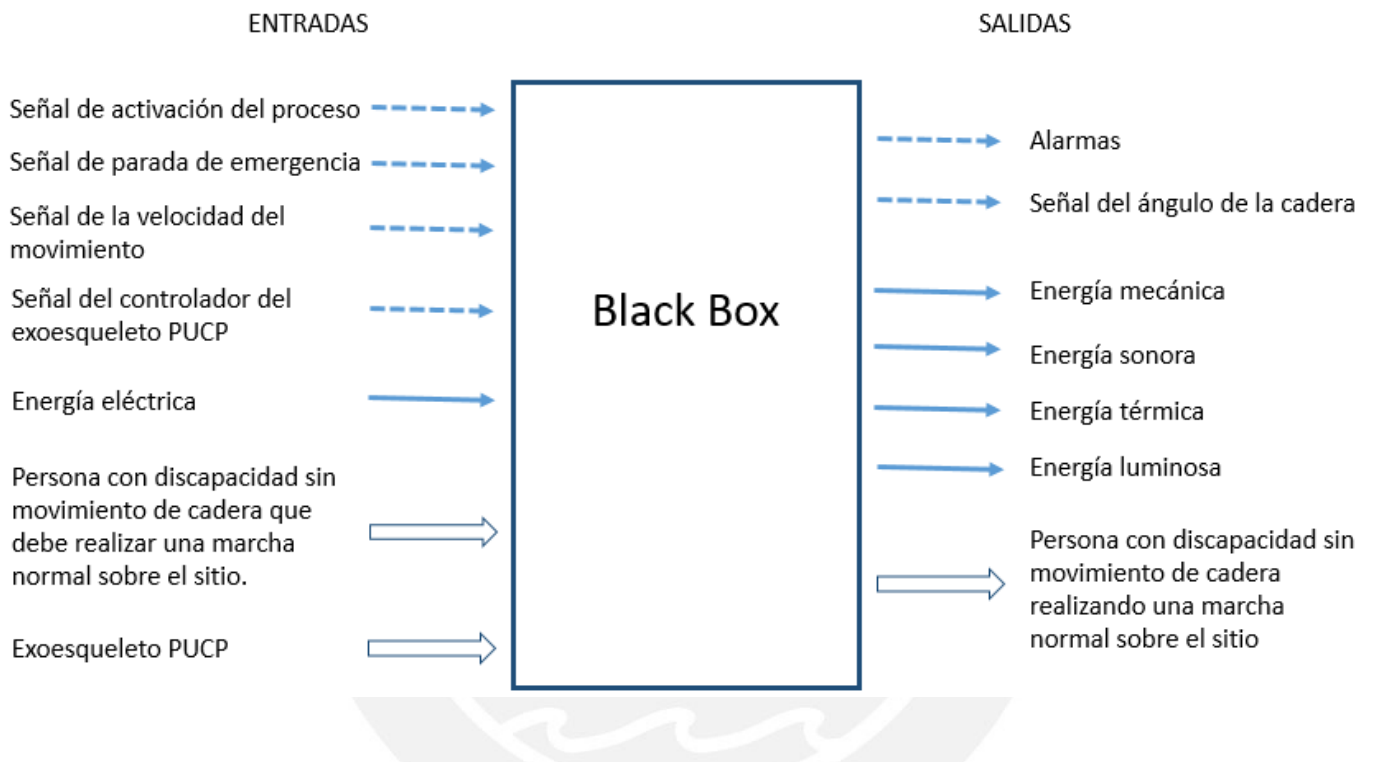 ENTRADAS
SALIDAS
Señal de activación del proceso
Señal de parada de emergencia
Señal de la velocidad del
movimiento
Señal del controlador del
exoesqueleto PUCP
Energía eléctrica
Persona con discapacidad sin
movimiento de cadera que
debe realizar una marcha
normal sobre el sitio.
Exoesqueleto PUCP
Black Box
Alarmas
Señal del ángulo de la cadera
Energía mecánica
Energía sonora
Energía térmica
Energía luminosa
Persona con discapacidad sin
movimiento de cadera
realizando una marcha
normal sobre el sitio